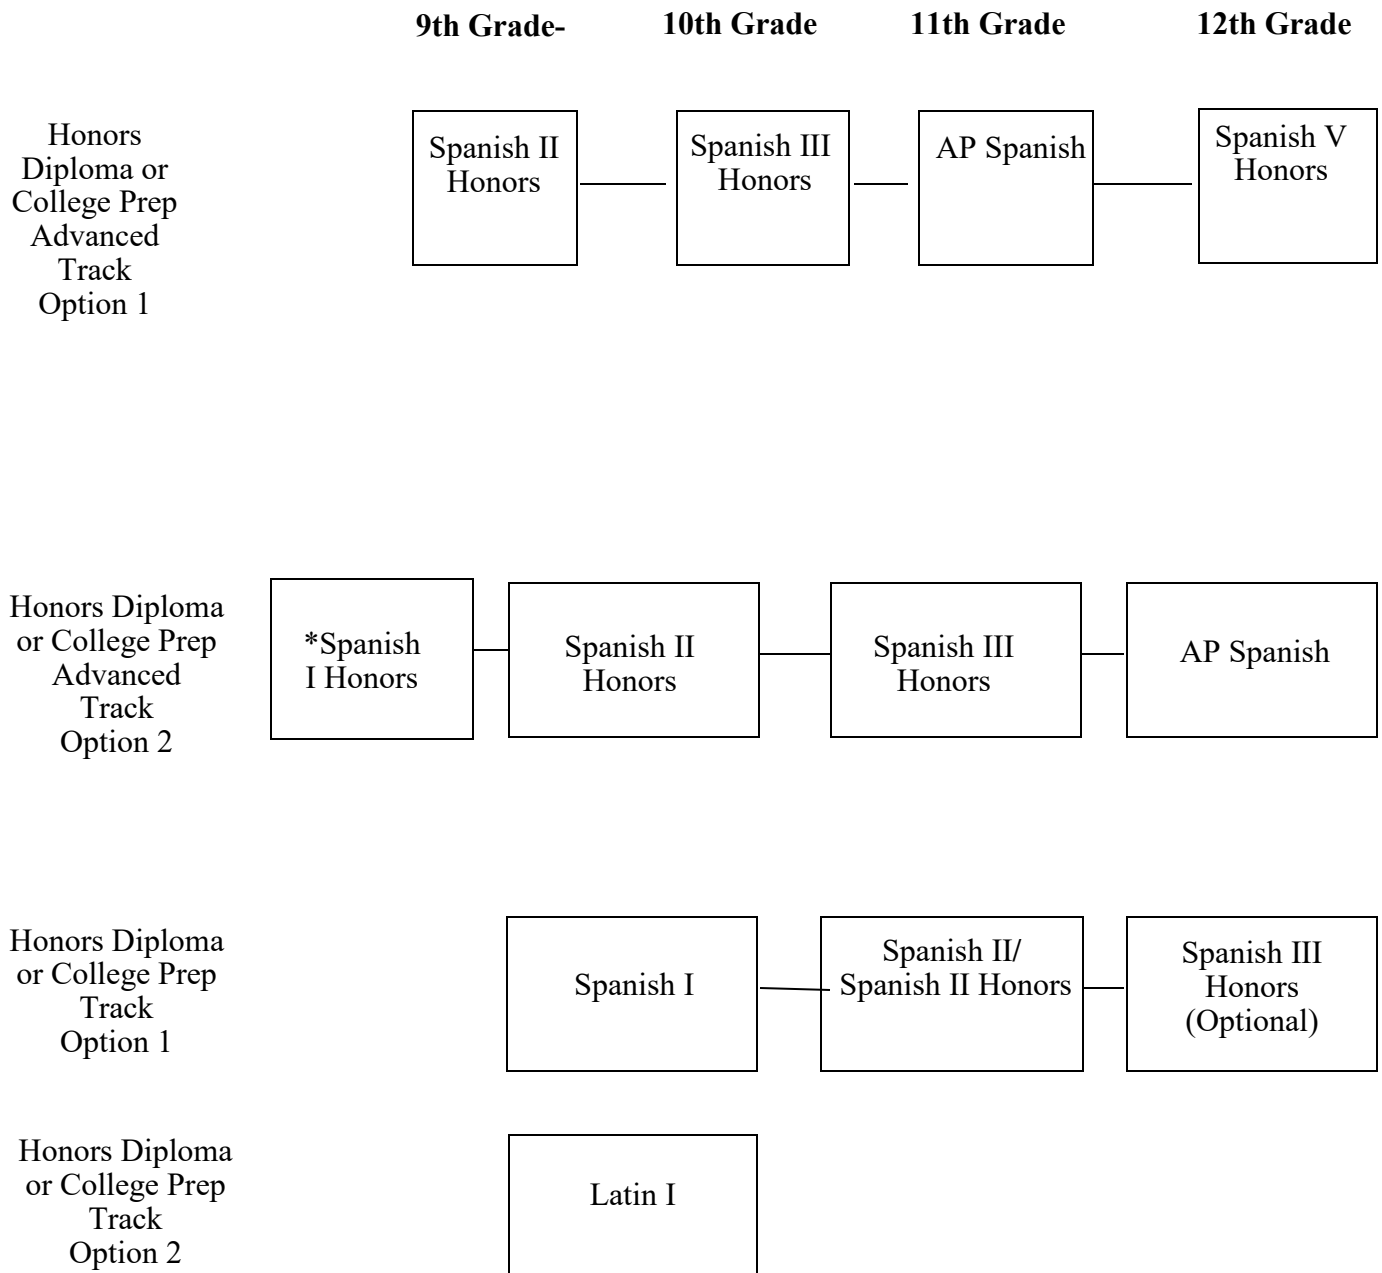 9th Grade-
10th Grade
11th Grade
12th Grade
Honors
Diploma or
College Prep
Advanced
Track
Option 1
Spanish II
Honors
Spanish III
Honors
AP Spanish
Spanish V
Honors
Honors Diploma
or College Prep
Advanced
Track
Option 2
*Spanish
I Honors
Spanish II
Honors
Spanish III
Honors
AP Spanish
Honors Diploma
or College Prep
Track
Option 1
Spanish I
Spanish II/
Spanish II Honors
Spanish III
Honors
(Optional)
Honors Diploma
or College Prep
Track
Option 2
Latin I